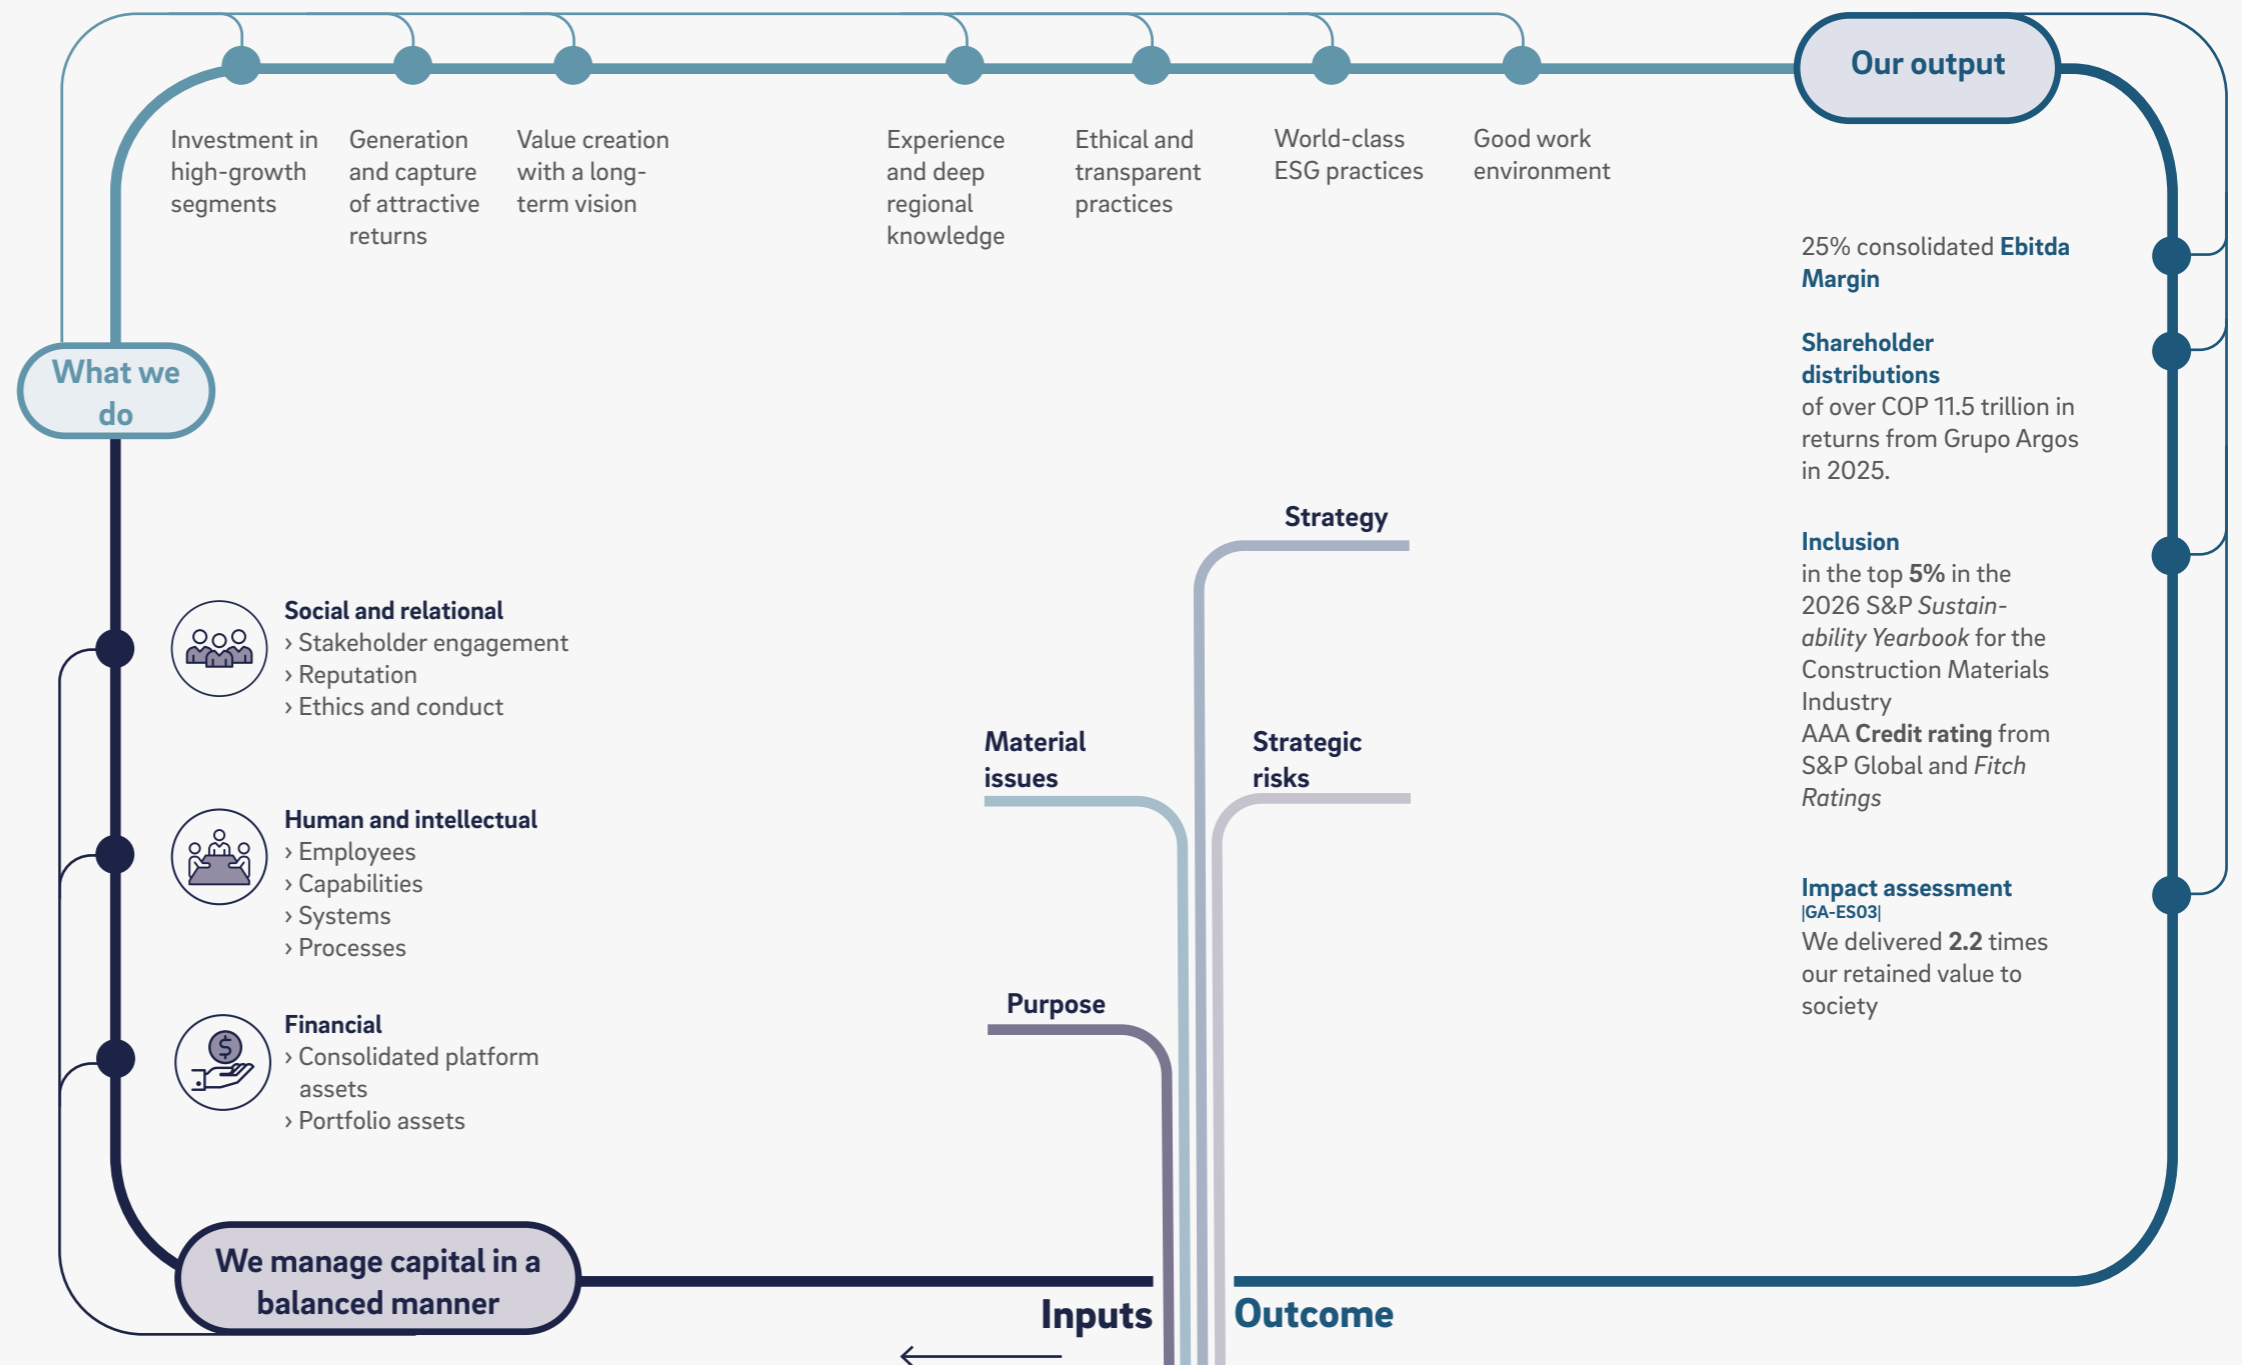 Our output
Investment in
high-growth
segments
Generation
and capture
of attractive
returns
Value creation
with a long-
term vision
Experience
and deep
regional
knowledge
Ethical and
transparent
practices
World-class
ESG practices
Good work
environment
25% consolidated Ebitda
Margin
Shareholder
distributions
of over COP 11.5 trillion in
returns from Grupo Argos
in 2025.
Inclusion
in the top 5% in the
2026 S&P Sustain-
ability Yearbook for the
Construction Materials
Industry
AAA Credit rating from
S&P Global and Fitch
Ratings
Impact assessment
|GA-ES03|
We delivered 2.2 times
our retained value to
society
What we
do
Social and relational
› Stakeholder engagement
› Reputation
› Ethics and conduct
Human and intellectual
› Employees
› Capabilities
› Systems
› Processes
Financial
› Consolidated platform
assets
› Portfolio assets
We manage capital in a
balanced manner
Strategy
Material
issues
Strategic
risks
Purpose
Inputs
Outcome